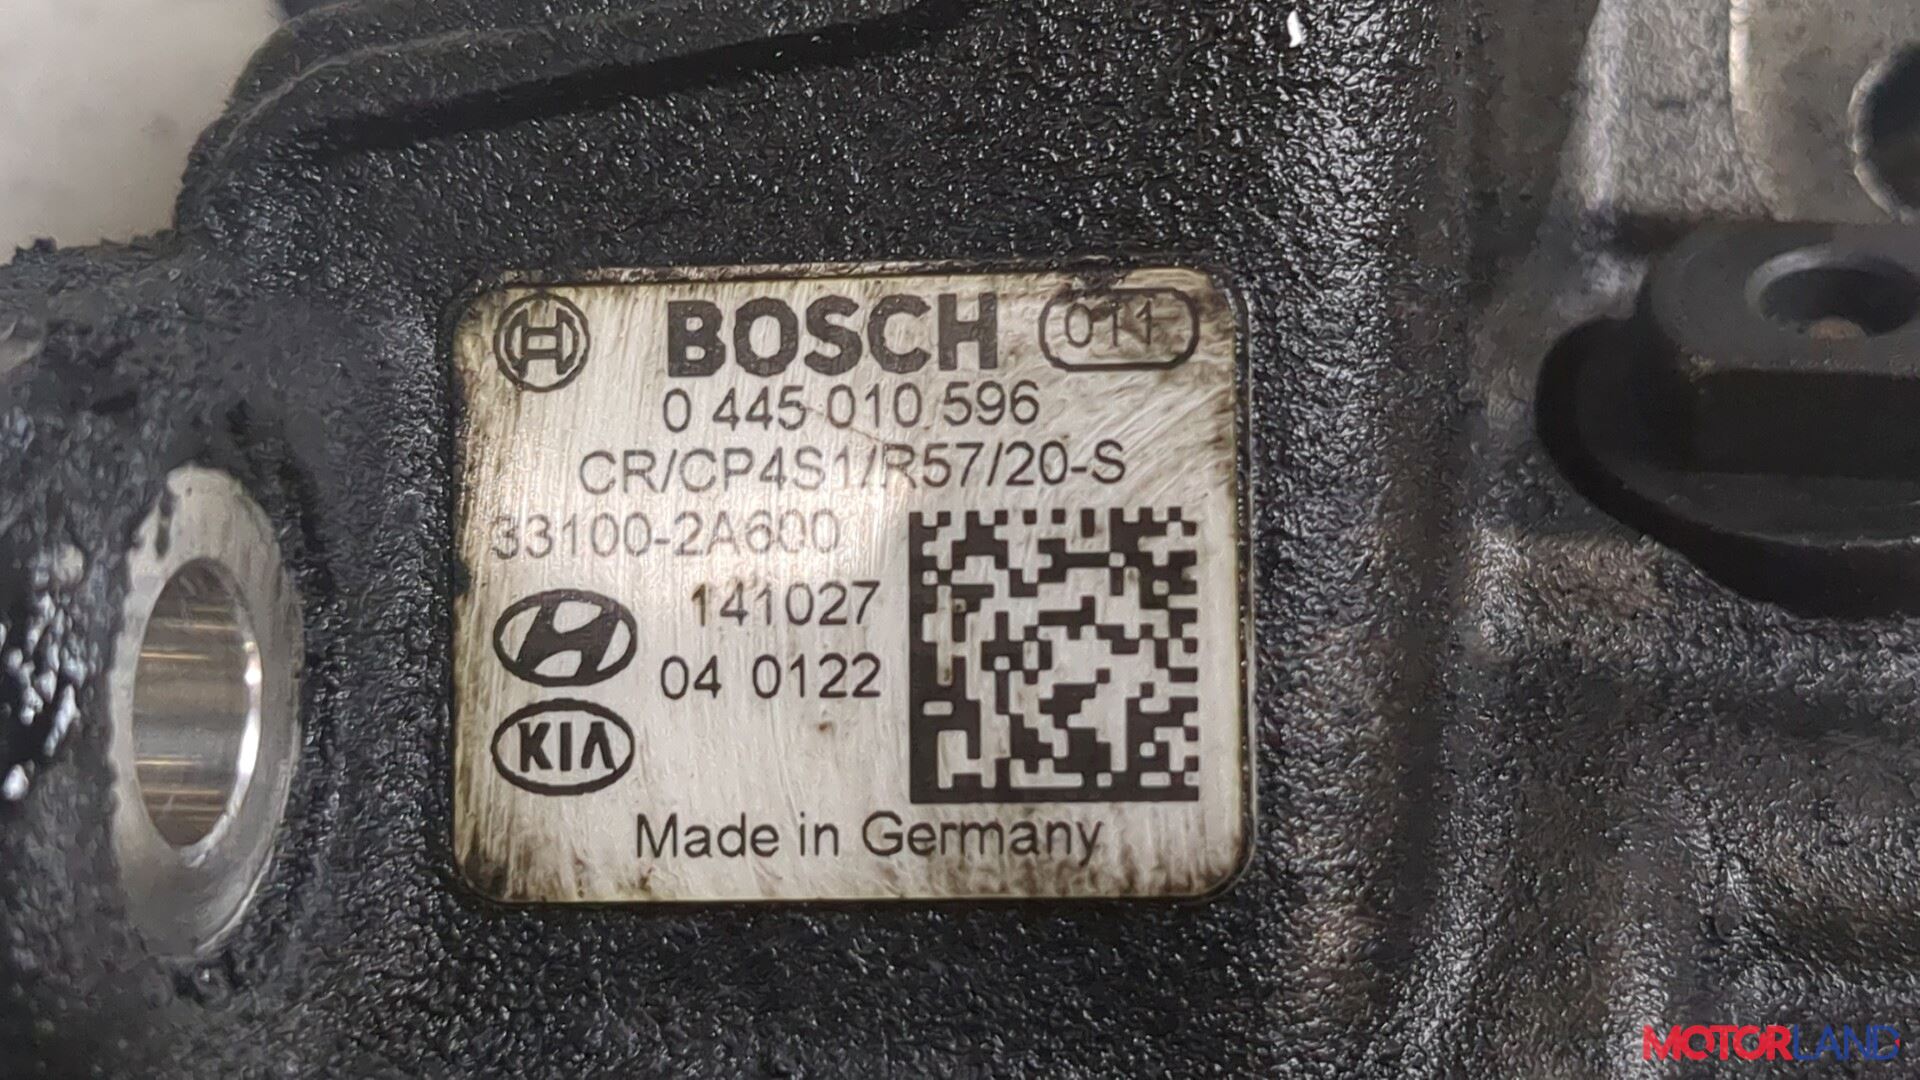 BOSCH 011
0 445 010 596
CR/CP4S1/R57/20-S
33100-2A600
141027
04 0122
KIA
Made in Germany
MOTORLAND